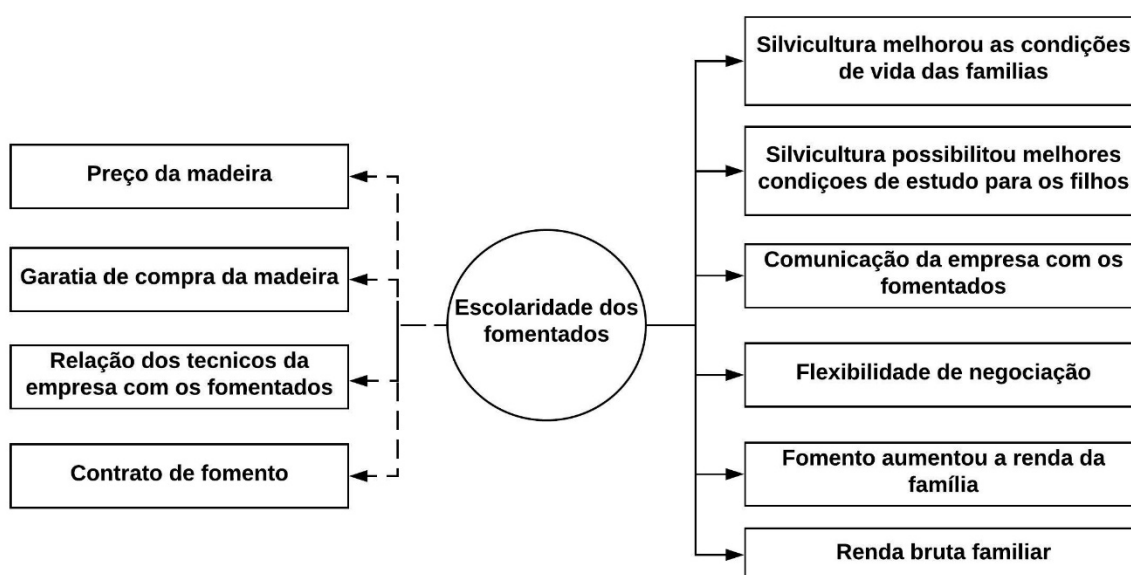 Preço da madeira
Garatia de compra da madeira
Relação dos tecnicos da
empresa com os fomentados
Contrato de fomento
Escolaridade dos
fomentados
Silvicultura melhorou as condições
de vida das familias
Silvicultura possibilitou melhores
condiçoes de estudo para os filhos
Comunicação da empresa com os
fomentados
Flexibilidade de negociação
Fomento aumentou a renda da
família
Renda bruta familiar